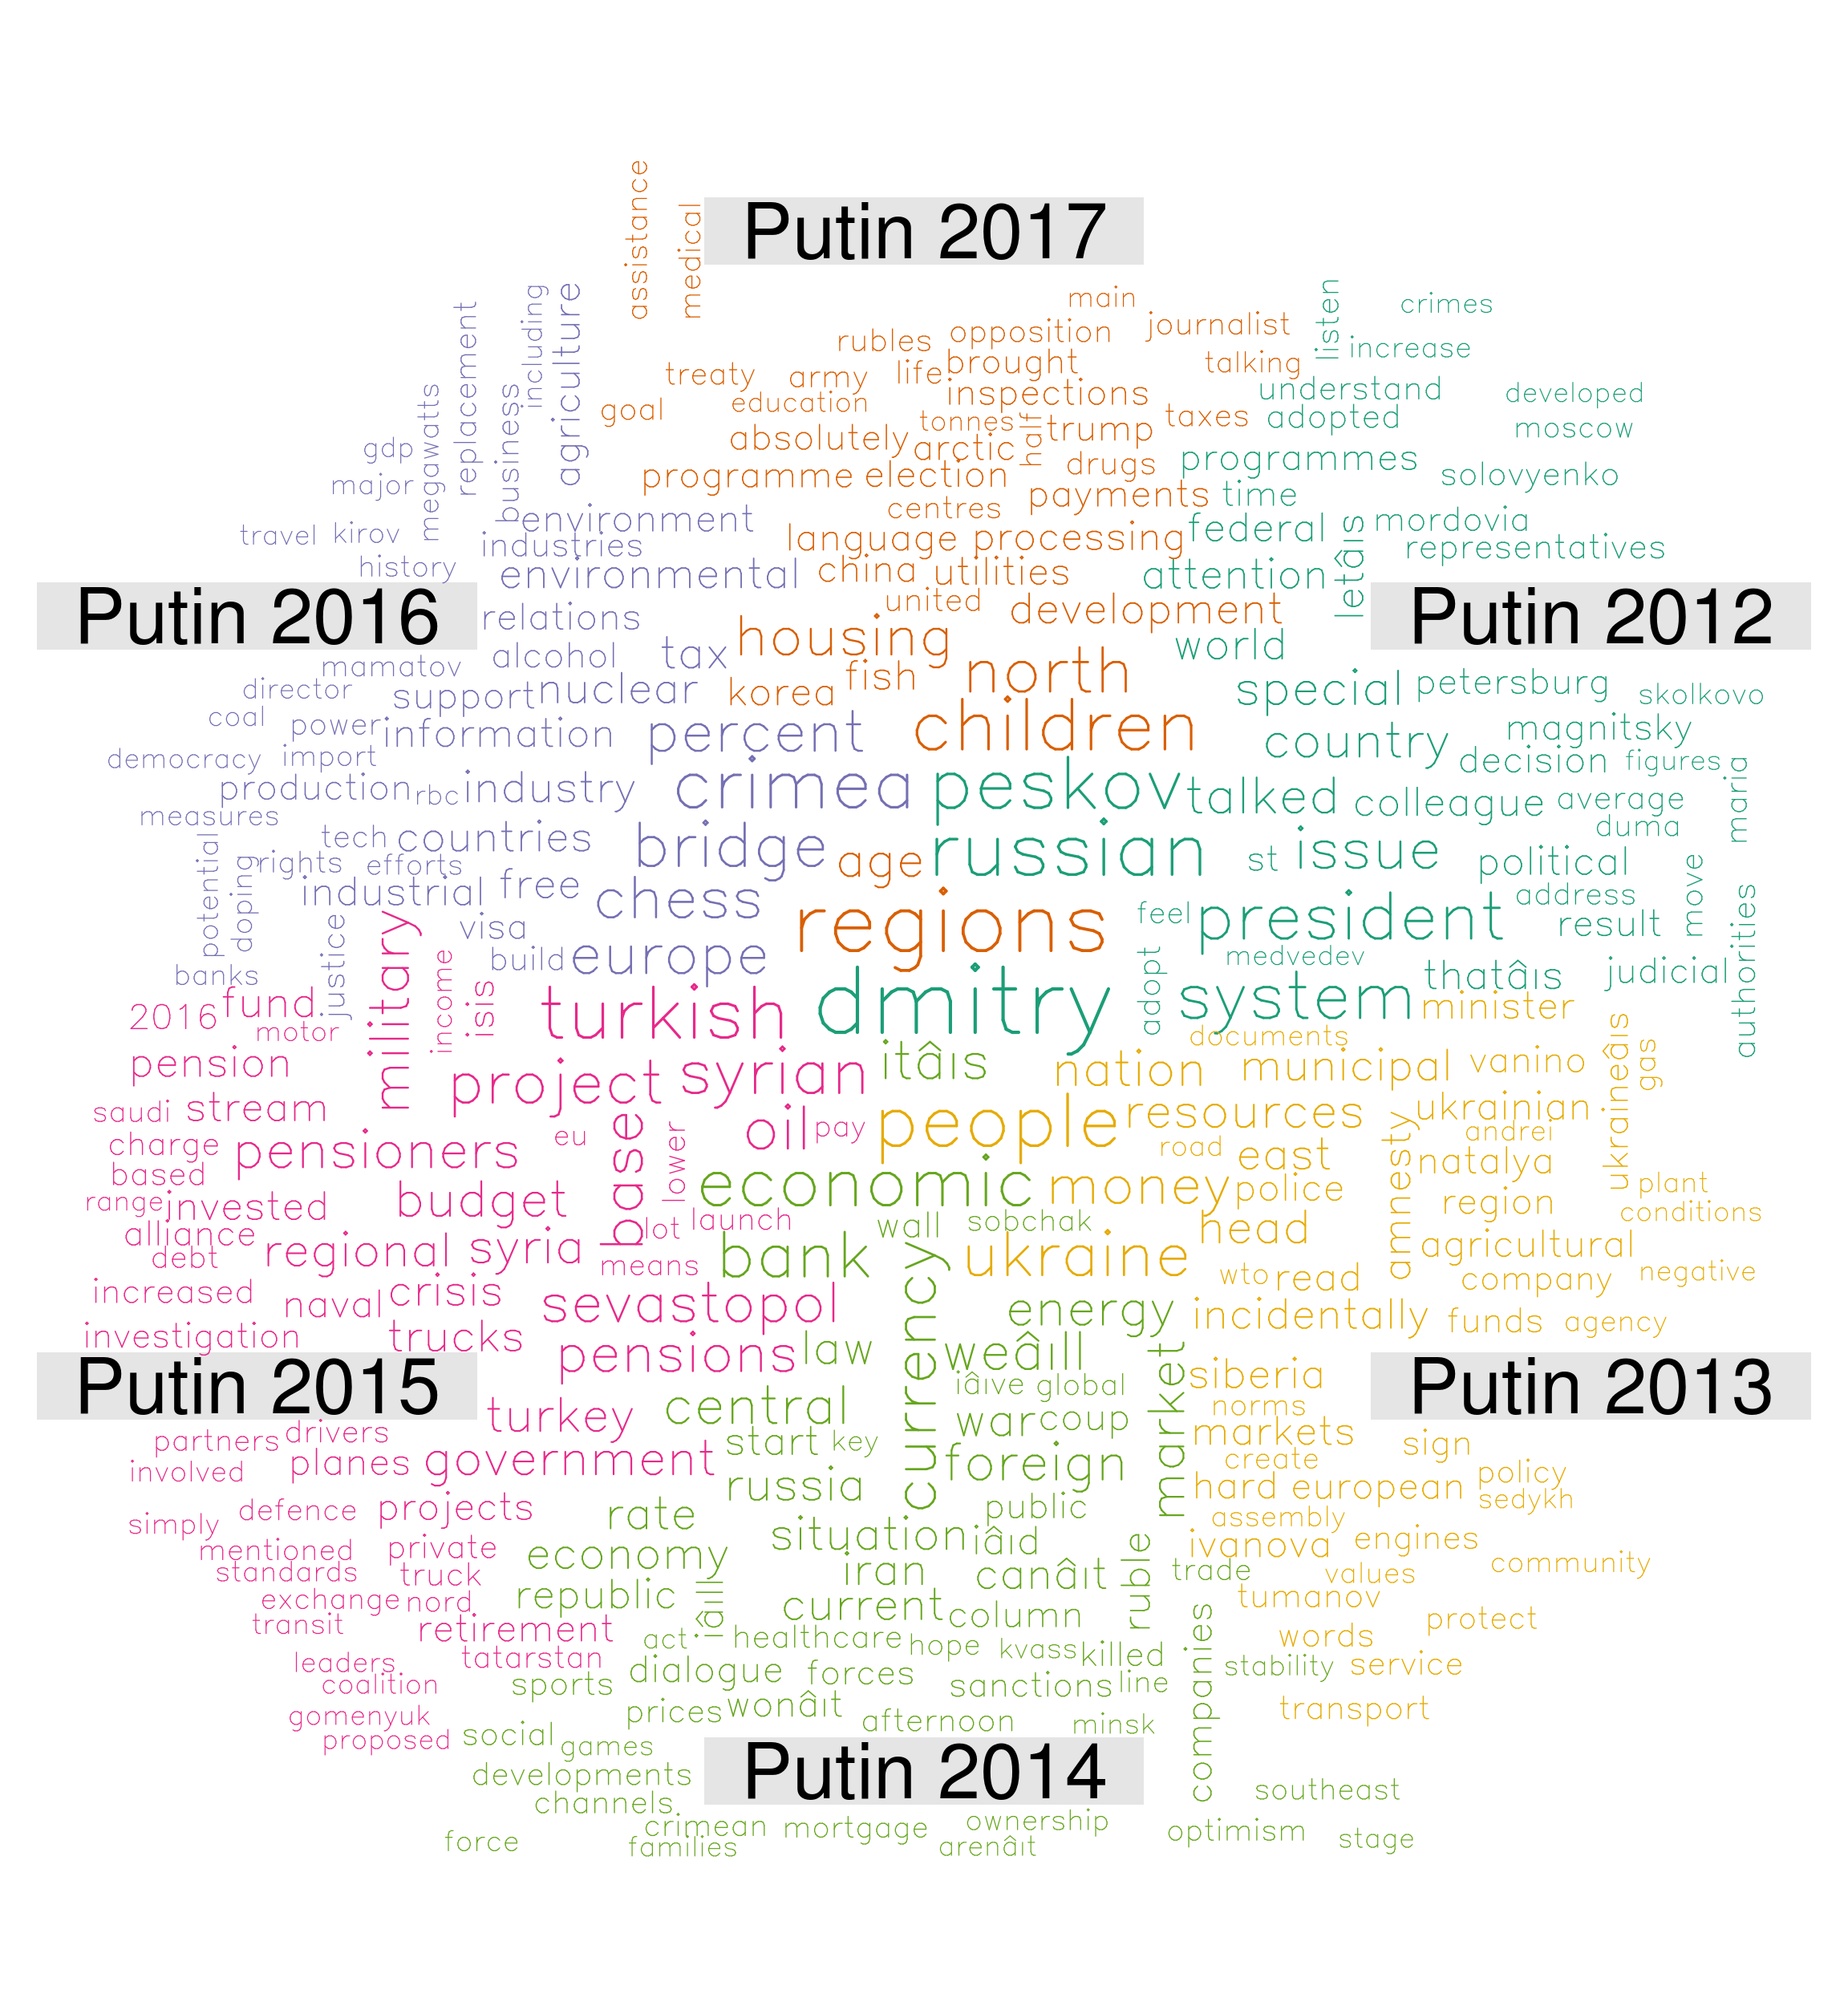 assistance
medical
Putin 2017
main
rubles opposition journalist
listen
crimes
treaty army life brought talking increase
including
agriculture
replacement
goal education inspections understand developed
tonnes half trump taxes adopted moscow
megawatts
business
gdp absolutely arctic drugs programmes solovyenko
major programme election payments time
centres
travel kirov environment language processing federal letâıs mordovia
history industries china utilities attention representatives
environmental united development
Putin 2016
Putin 2012
relations housing world
mamatov alcohol tax fish north special petersburg skolkovo
director support nuclear korea
coal power information percent children country magnitsky
democracy import decision figures
production rbc industry crimea peskov talked colleague average maria
measures tech countries bridge russian issue duma
potential doping rights efforts age st political
industrial free chess regions feel president address result move
justice visa
banks build europe adopt medvedev thatâıs judicial authorities
military income isis
2016 fund turkish dmitry system minister
motor documents
pension project syrian itâıs nation municipal vanino ukraineâıs gas
saudi stream oil pay people resources ukrainian
charge eu road andrei
based pensioners base lower east amnesty natalya
range invested budget economic money police region plant
alliance lot launch wall sobchak head conditions
debt regional syria means bank ukraine agricultural
increased naval crisis wto read company negative
investigation trucks sevastopol currency energy incidentally funds agency
pensions law weâıll market siberia
Putin 2015
Putin 2013
turkey central iâıve global norms
partners drivers start key war coup markets sign
involved planes government russia foreign create
simply defence projects rate public hard european policy
sedykh
mentioned private economy situation iâıd assembly ivanova engines
standards truck iran canâıt ruble trade values community
exchange nord republic iâıll current column tumanov protect
transit retirement act healthcare hope kvass killed companies words
leaders tatarstan dialogue forces stability service
coalition sports sanctions line
gomenyuk prices wonâıt afternoon minsk transport
proposed social games
Putin 2014
developments southeast
channels
crimean mortgage ownership optimism stage
force families arenâıt